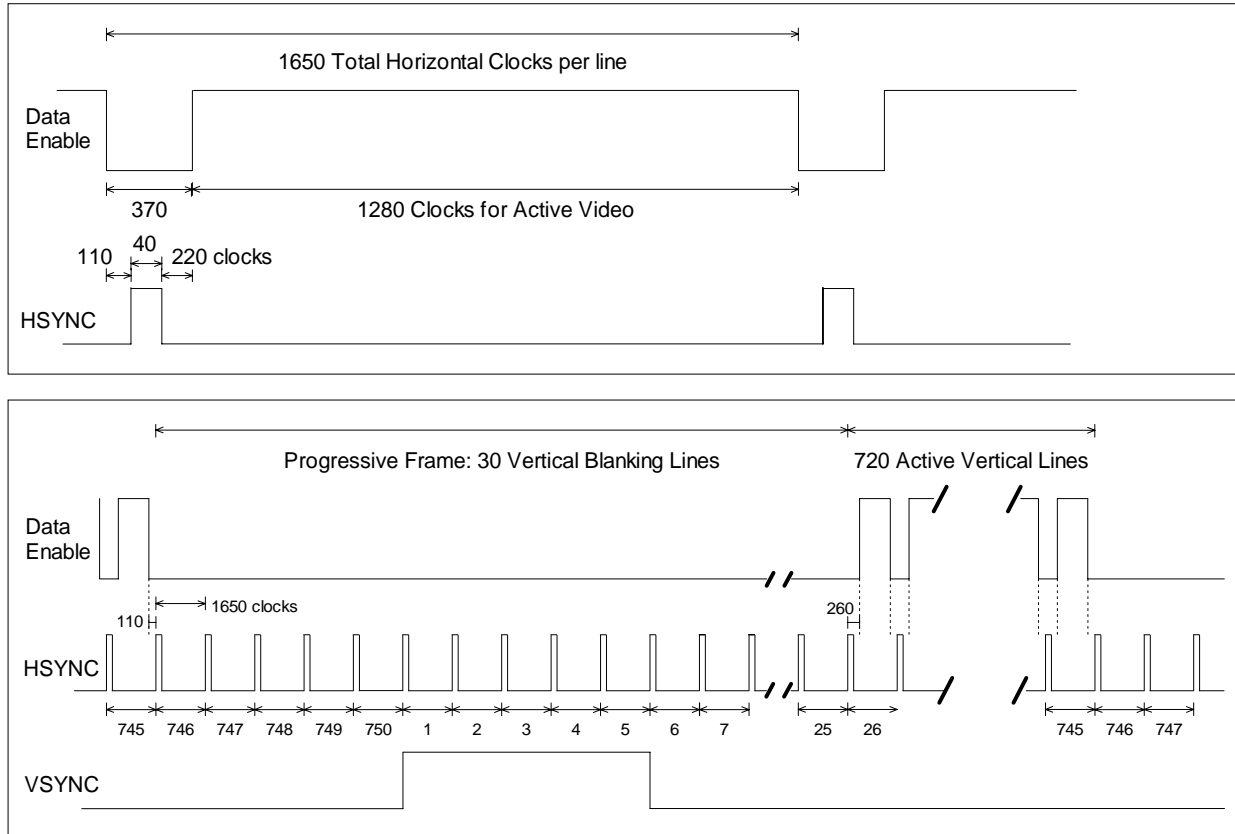 1650 Total Horizontal Clocks per line
Data
Enable
370
1280 Clocks for Active Video
40
110
220 clocks
HSYNC
Progressive Frame: 30 Vertical Blanking Lines
720 Active Vertical Lines
Data
Enable
1650 clocks
110
260
HSYNC
745 746 747 748 749 750 1 2 3 4 5 6 7 25 26 745 746 747
VSYNC